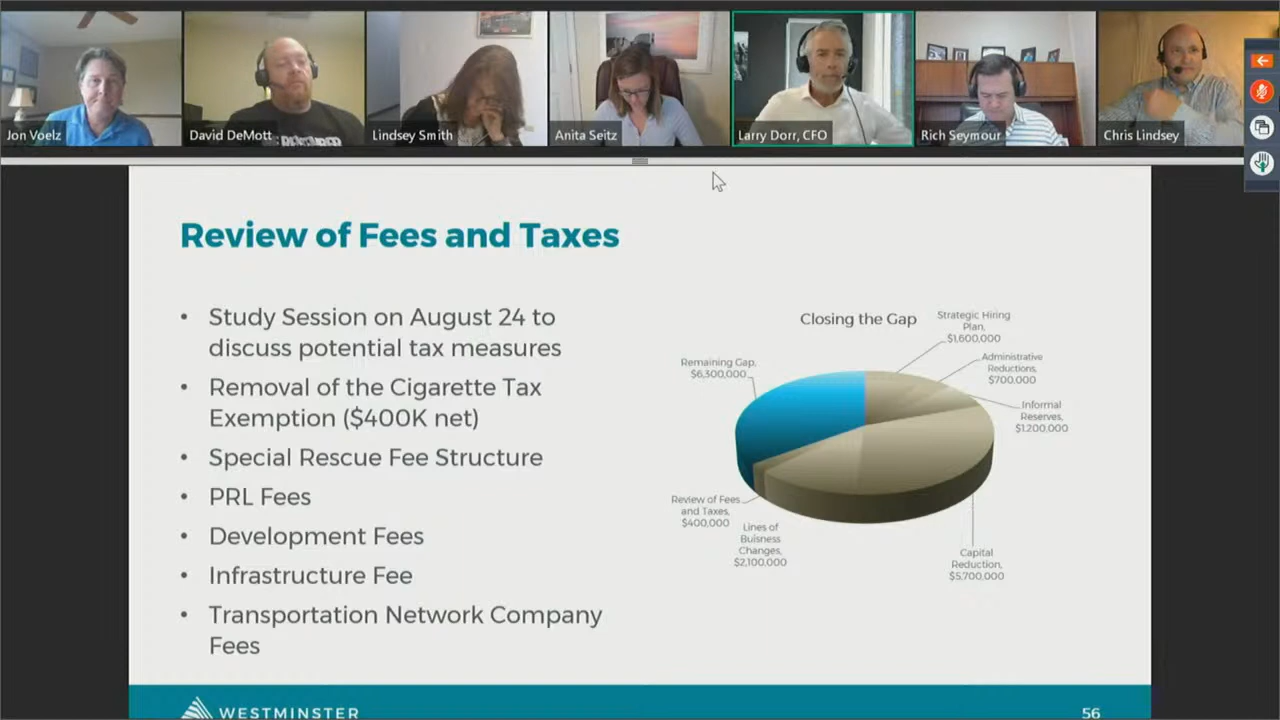 Jon Voelz
David DeMott
Lindsey Smith
Anita Seitz
Larry Dorr, CFO
Rich Seymour
Chris Lindsey
Review of Fees and Taxes
• Study Session on August 24 to
discuss potential tax measures
• Removal of the Cigarette Tax
Exemption ($400K net)
• Special Rescue Fee Structure
• PRL Fees
• Development Fees
• Infrastructure Fee
• Transportation Network Company
Fees
Closing the Gap
Strategic Hiring
Plan,
$1,600,000
Administrative
Reductions,
$700,000
Informal
Reserves,
$1,200,000
Capital
Reduction,
$5,700,000
Lines of
Buisness
Changes,
$2,100,000
Review of Fees
and Taxes,
$400,000
Remaining Gap,
$6,300,000
WESTMINSTER
56